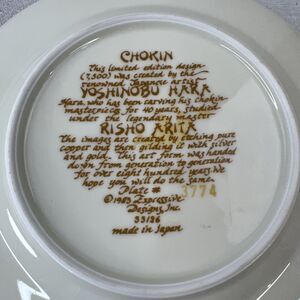 CHOKIN
This limited edition design
(7,500) was created by the
renowned Japanese artist
YOSHINOBU HARA
Hara, who has been carving his chokin
masterpieces for 40 years, studied
under the legendary master
RISHO ARITA
The images are created by etching pure
copper and then gilding it with silver
and gold. This art form was handed
down from generation to generation
for over eight hundred years. We
hope you will do the same.
Plate # 3774
©1983 Expressive
Designs, Inc.
made in Japan